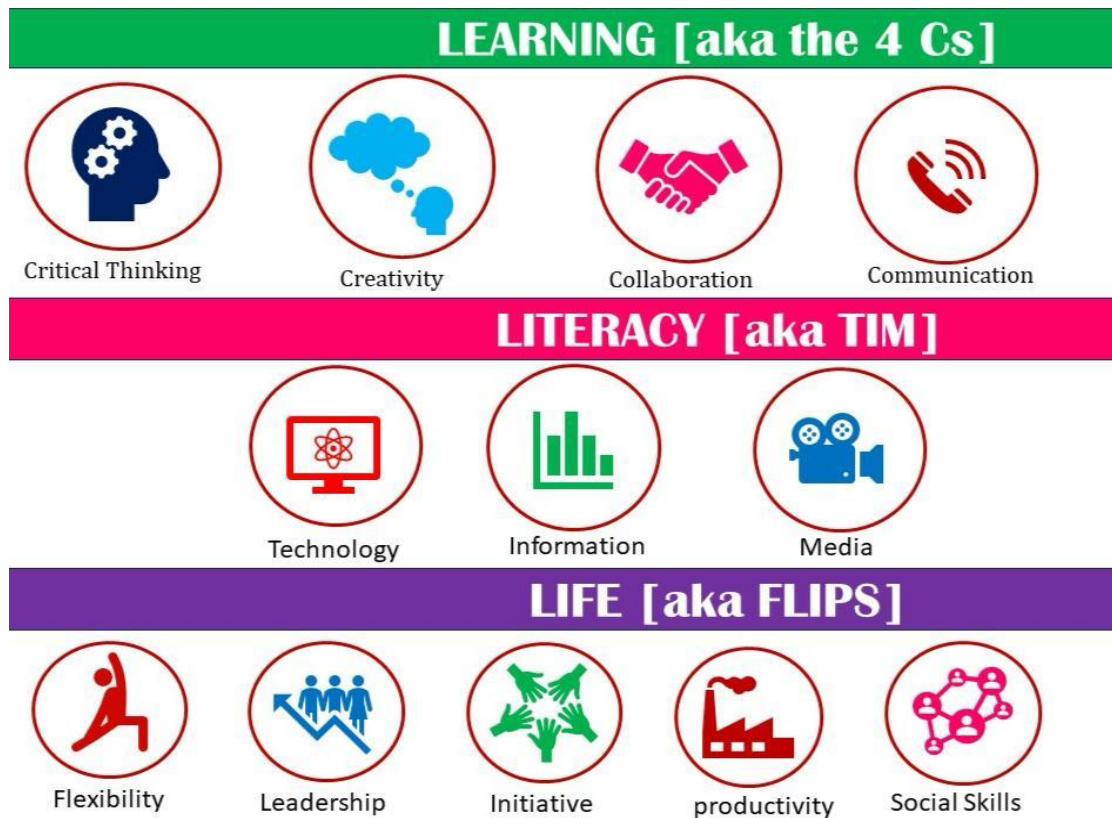 LEARNING [aka the 4 Cs]
Critical Thinking
Creativity
Collaboration
Communication
LITERACY [aka TIM]
Technology
Information
Media
LIFE [aka FLIPS]
Flexibility
Leadership
Initiative
productivity
Social Skills